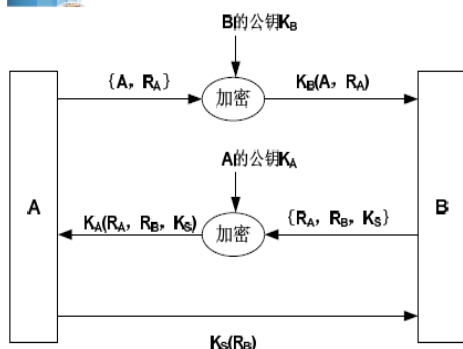 B的公钥KB
{A, RA}
加密
KB(A, RA)
A的公钥KA
A
B
KA(RA, RB, KS)
加密
{RA, RB, KS}
KS(RB)